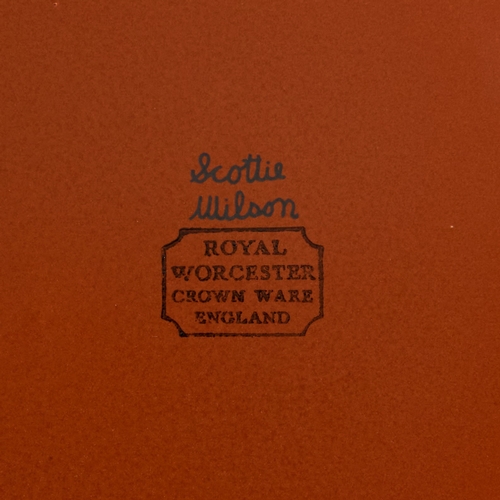 Scottie
Wilson
ROYAL
WORCESTER
CROWN WARE
ENGLAND